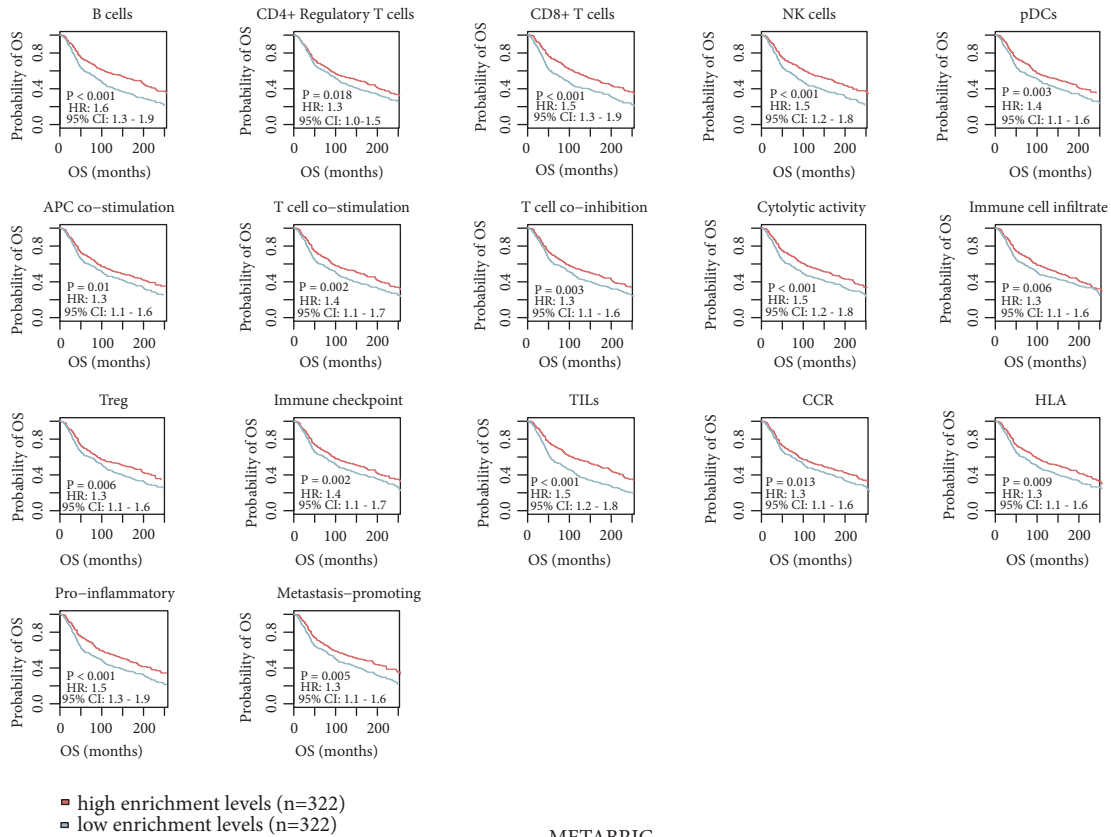 B cells
Probability of OS
0.0 0.4 0.8
P < 0.001
HR: 1.6
95% CI: 1.3 - 1.9
0 100 200
OS (months)
CD4+ Regulatory T cells
Probability of OS
0.0 0.4 0.8
P = 0.018
HR: 1.3
95% CI: 1.0-1.5
0 100 200
OS (months)
CD8+ T cells
Probability of OS
0.0 0.4 0.8
P <0.001
HR: 1.5
95% CI: 1.3 - 1.9
0 100 200
OS (months)
NK cells
Probability of OS
0.0 0.4 0.8
P <0.001
HR: 1.5
95% CI: 1.2 - 1.8
0 100 200
OS (months)
pDCs
Probability of OS
0.0 0.4 0.8
P = 0.003
HR: 1.4
95% CI: 1.1 - 1.6
0 100 200
OS (months)
APC co−stimulation
Probability of OS
0.0 0.4 0.8
P = 0.01
HR: 1.3
95% CI: 1.1 - 1.6
0 100 200
OS (months)
T cell co−stimulation
Probability of OS
0.0 0.4 0.8
P = 0.002
HR: 1.4
95% CI: 1.1 - 1.7
0 100 200
OS (months)
T cell co−inhibition
Probability of OS
0.0 0.4 0.8
P = 0.003
HR: 1.3
95% CI: 1.1 - 1.6
0 100 200
OS (months)
Cytolytic activity
Probability of OS
0.0 0.4 0.8
P <0.001
HR: 1.5
95% CI: 1.2 - 1.8
0 100 200
OS (months)
Immune cell infiltrate
Probability of OS
0.0 0.4 0.8
P = 0.006
HR: 1.3
95% CI: 1.1 - 1.6
0 100 200
OS (months)
Treg
Probability of OS
0.0 0.4 0.8
P = 0.006
HR: 1.3
95% CI: 1.1 - 1.6
0 100 200
OS (months)
Immune checkpoint
Probability of OS
0.0 0.4 0.8
P = 0.002
HR: 1.4
95% CI: 1.1 - 1.7
0 100 200
OS (months)
TILs
Probability of OS
0.0 0.4 0.8
P <0.001
HR: 1.5
95% CI: 1.2 - 1.8
0 100 200
OS (months)
CCR
Probability of OS
0.0 0.4 0.8
P = 0.013
HR: 1.3
95% CI: 1.1 - 1.6
0 100 200
OS (months)
HLA
Probability of OS
0.0 0.4 0.8
P = 0.009
HR: 1.3
95% CI: 1.1 - 1.6
0 100 200
OS (months)
Pro−inflammatory
Probability of OS
0.0 0.4 0.8
P < 0.001
HR: 1.5
95% CI: 1.3 - 1.9
0 100 200
OS (months)
Metastasis−promoting
Probability of OS
0.0 0.4 0.8
P = 0.005
HR: 1.3
95% CI: 1.1 - 1.6
0 100 200
OS (months)
high enrichment levels (n=322)
low enrichment levels (n=322)